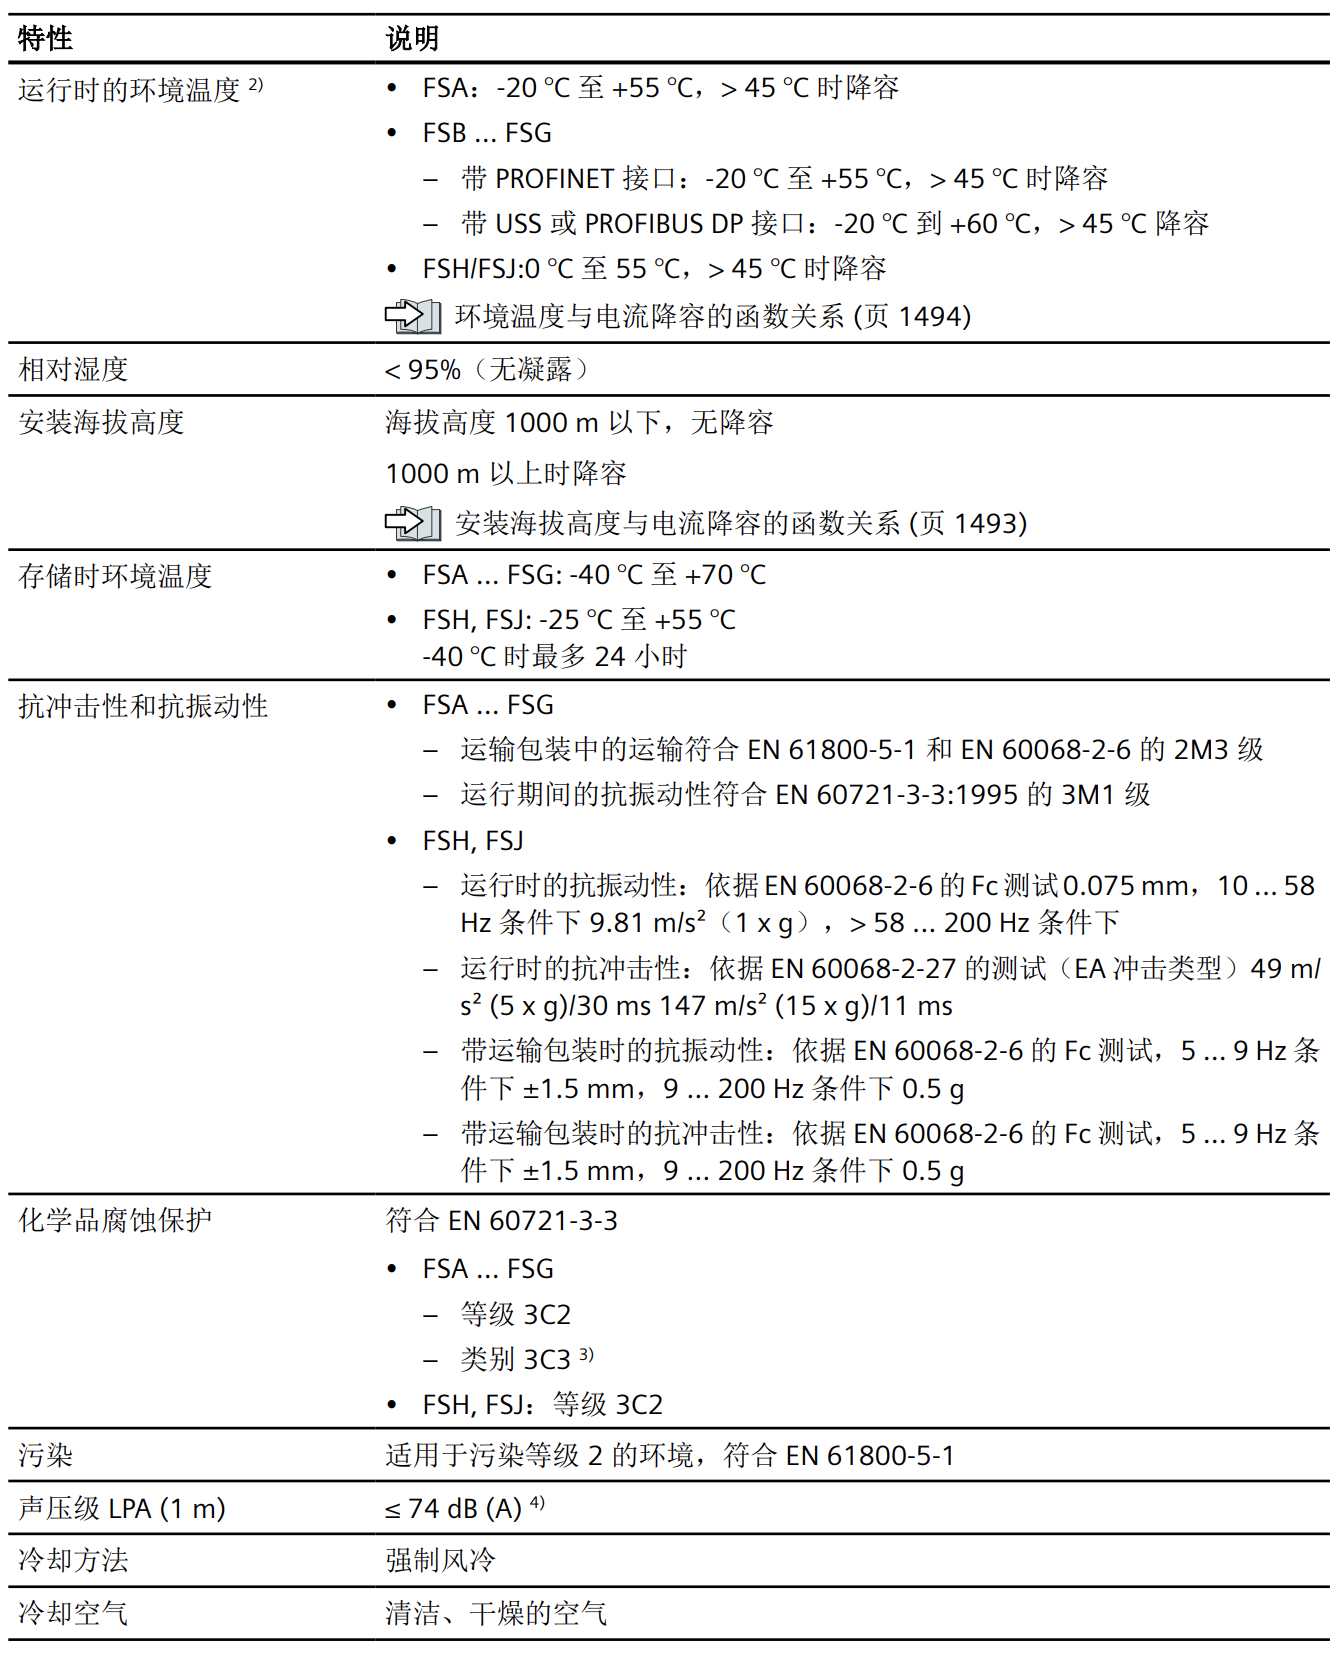 特性 说明
运行时的环境温度 2) • FSA：-20 °C 至 +55 °C，> 45 °C 时降容
• FSB ... FSG
– 带 PROFINET 接口：-20 °C 至 +55 °C，> 45 °C 时降容
– 带 USS 或 PROFIBUS DP 接口：-20 °C 到 +60 °C，> 45 °C 降容
• FSH/FSJ:0 °C 至 55 °C，> 45 °C 时降容
环境温度与电流降容的函数关系 (页 1494)
相对湿度 < 95%（无凝露）
安装海拔高度 海拔高度 1000 m 以下，无降容
1000 m 以上时降容
安装海拔高度与电流降容的函数关系 (页 1493)
存储时环境温度 • FSA ... FSG: -40 °C 至 +70 °C
• FSH, FSJ: -25 °C 至 +55 °C
-40 °C 时最多 24 小时
抗冲击性和抗振动性 • FSA ... FSG
– 运输包装中的运输符合 EN 61800-5-1 和 EN 60068-2-6 的 2M3 级
– 运行期间的抗振动性符合 EN 60721-3-3:1995 的 3M1 级
• FSH, FSJ
– 运行时的抗振动性：依据 EN 60068-2-6 的 Fc 测试 0.075 mm，10 ... 58
Hz 条件下 9.81 m/s²（1 x g），> 58 ... 200 Hz 条件下
– 运行时的抗冲击性：依据 EN 60068-2-27 的测试（EA 冲击类型）49 m/
s² (5 x g)/30 ms 147 m/s² (15 x g)/11 ms
– 带运输包装时的抗振动性：依据 EN 60068-2-6 的 Fc 测试，5 ... 9 Hz 条
件下 ±1.5 mm，9 ... 200 Hz 条件下 0.5 g
– 带运输包装时的抗冲击性：依据 EN 60068-2-6 的 Fc 测试，5 ... 9 Hz 条
件下 ±1.5 mm，9 ... 200 Hz 条件下 0.5 g
化学品腐蚀保护 符合 EN 60721-3-3
• FSA ... FSG
– 等级 3C2
– 类别 3C3 3)
• FSH, FSJ：等级 3C2
污染 适用于污染等级 2 的环境，符合 EN 61800-5-1
声压级 LPA (1 m) ≤ 74 dB (A) 4)
冷却方法 强制风冷
冷却空气 清洁、干燥的空气